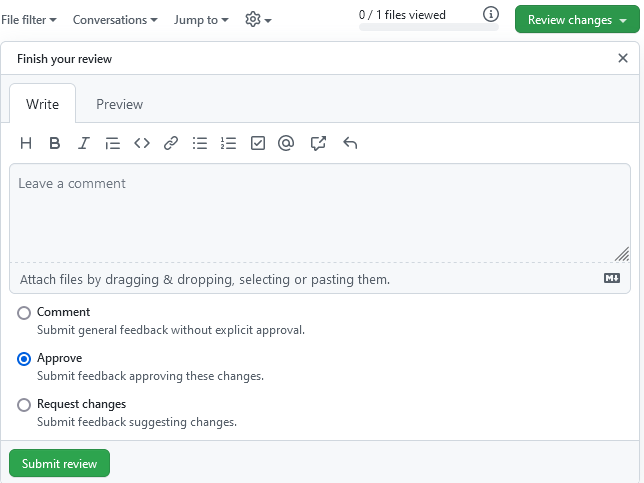 File filter Conversations Jump to 0 / 1 files viewed Review changes
Finish your review
Write Preview
H B I @
Leave a comment
Attach files by dragging & dropping, selecting or pasting them.
Comment
Submit general feedback without explicit approval.
Approve
Submit feedback approving these changes.
Request changes
Submit feedback suggesting changes.
Submit review